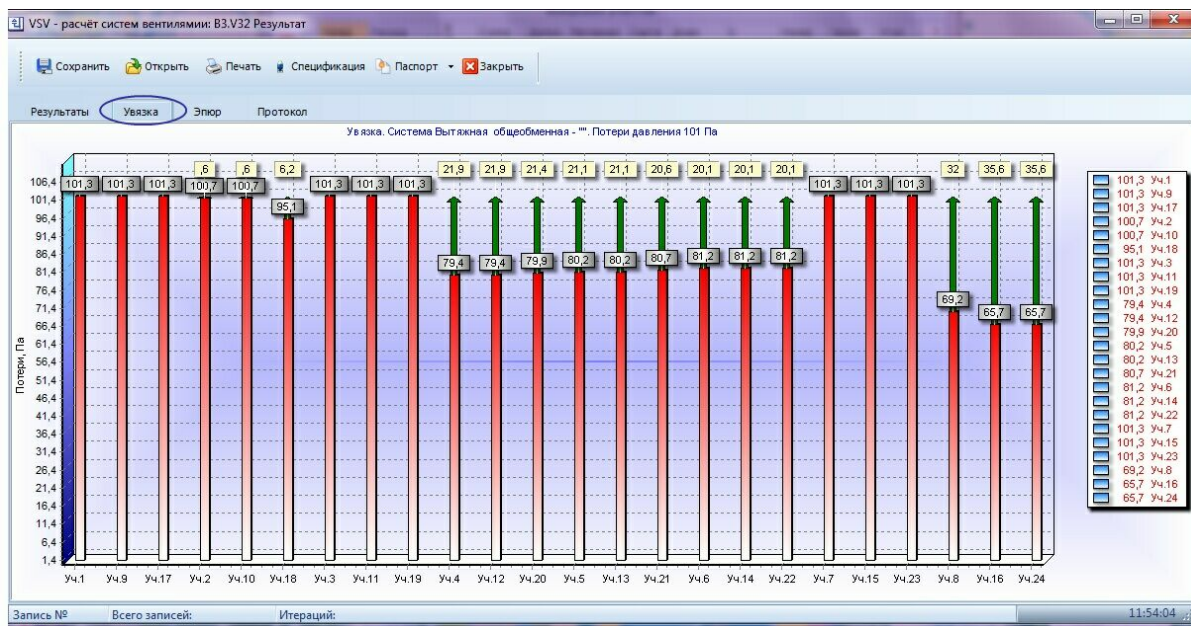 VSV - расчёт систем вентилямии: В3.V32 Результат
Сохранить Открыть Печать Спецификация Паспорт Закрыть
Результаты Увязка Эпюр Протокол
Увязка. Система Вытяжная общеобменная - "". Потери давления 101 Па
,6 ,6 6,2 21,9 21,9 21,4 21,1 21,1 20,6 20,1 20,1 20,1 32 35,6 35,6
101,3 101,3 101,3 100,7 100,7 95,1 101,3 101,3 101,3 79,4 79,4 79,9 80,2 80,2 80,7 81,2 81,2 81,2 101,3 101,3 101,3 69,2 65,7 65,7
Потери, Па
106,4
101,4
96,4
91,4
86,4
81,4
76,4
71,4
66,4
61,4
56,4
51,4
46,4
41,4
36,4
31,4
26,4
21,4
16,4
11,4
6,4
1,4
Уч.1 Уч.9 Уч.17 Уч.2 Уч.10 Уч.18 Уч.3 Уч.11 Уч.19 Уч.4 Уч.12 Уч.20 Уч.5 Уч.13 Уч.21 Уч.6 Уч.14 Уч.22 Уч.7 Уч.15 Уч.23 Уч.8 Уч.16 Уч.24
101,3 Уч.1
101,3 Уч.9
101,3 Уч.17
100,7 Уч.2
100,7 Уч.10
95,1 Уч.18
101,3 Уч.3
101,3 Уч.11
101,3 Уч.19
79,4 Уч.4
79,4 Уч.12
79,9 Уч.20
80,2 Уч.5
80,2 Уч.13
80,7 Уч.21
81,2 Уч.6
81,2 Уч.14
81,2 Уч.22
101,3 Уч.7
101,3 Уч.15
101,3 Уч.23
69,2 Уч.8
65,7 Уч.16
65,7 Уч.24
Запись № Всего записей: Итераций: 11:54:04